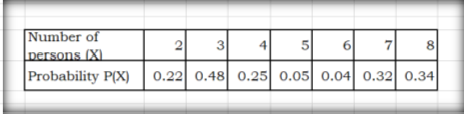 Number of
persons (X) 2 3 4 5 6 7 8
Probability P(X) 0.22 0.48 0.25 0.05 0.04 0.32 0.34